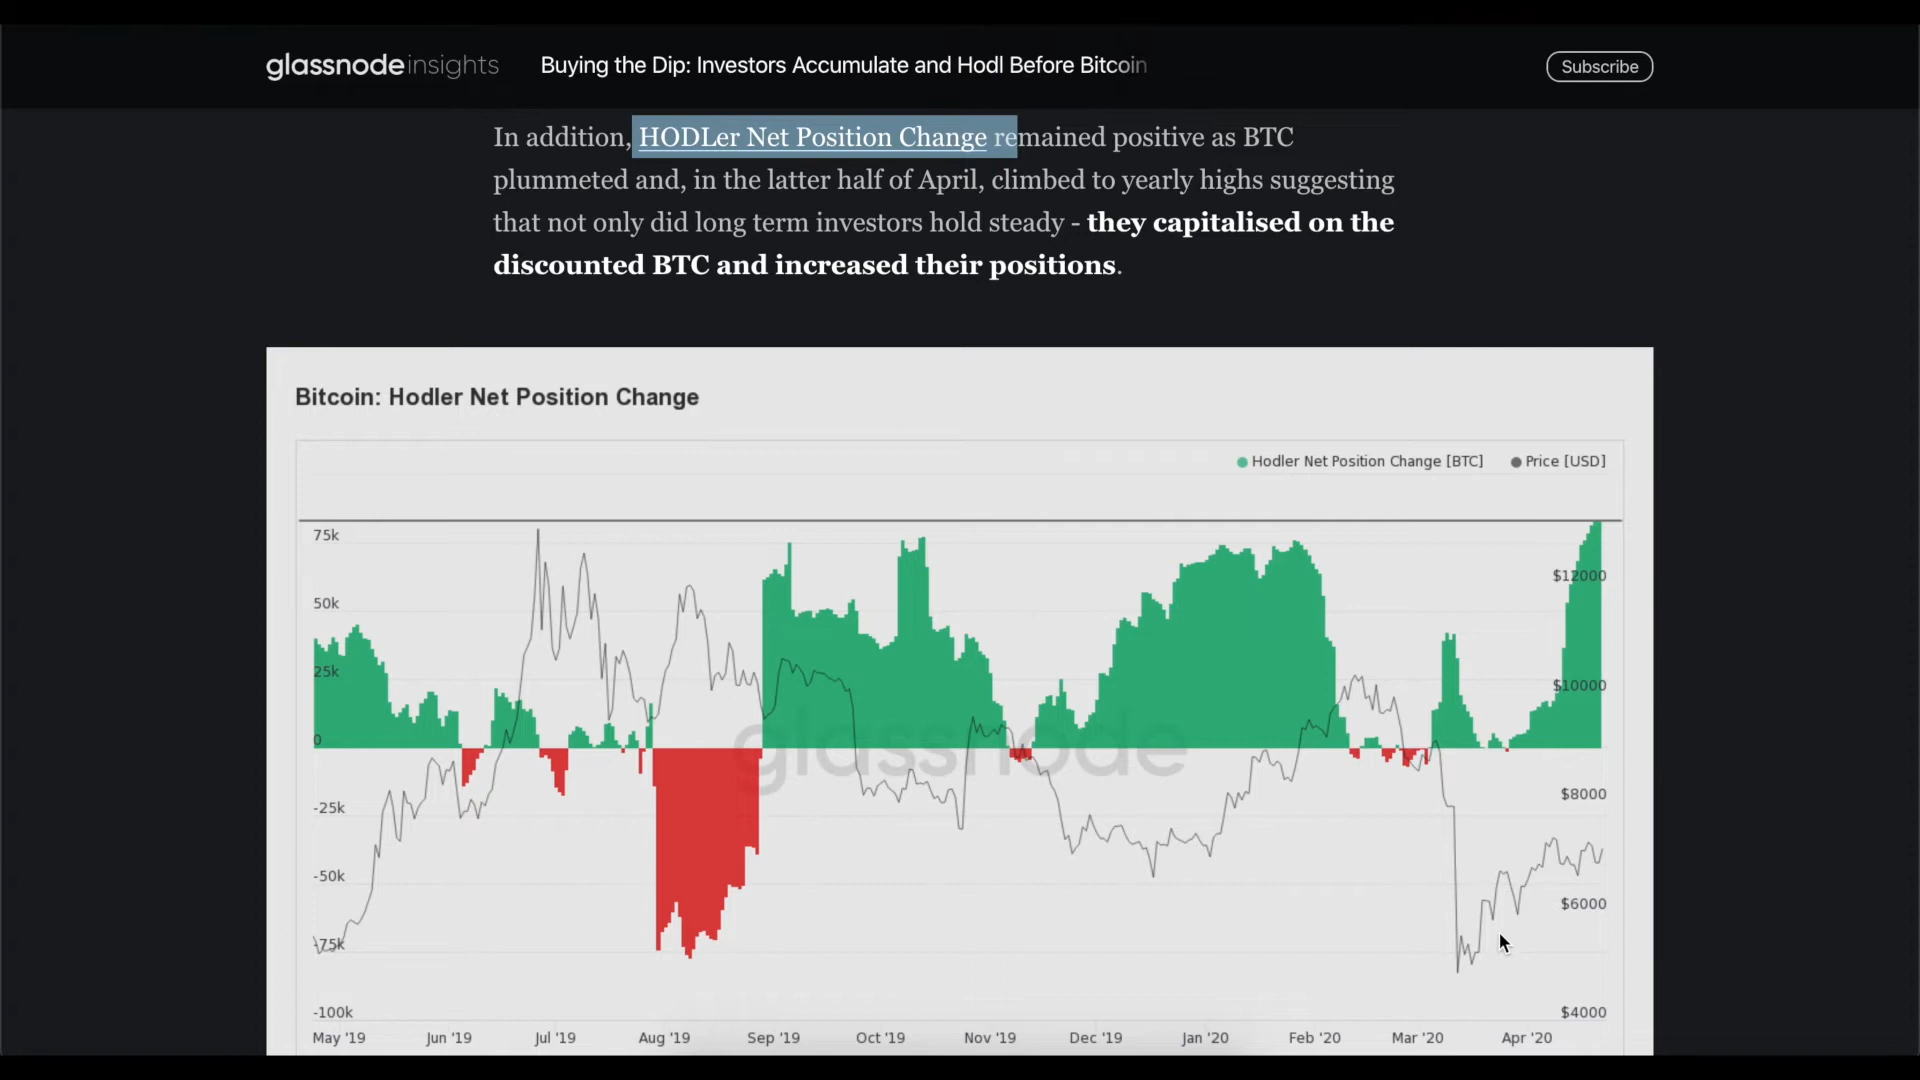 glassnode insights
Buying the Dip: Investors Accumulate and Hodl Before Bitcoin
Subscribe
In addition, HODLer Net Position Change remained positive as BTC
plummeted and, in the latter half of April, climbed to yearly highs suggesting
that not only did long term investors hold steady - they capitalised on the
discounted BTC and increased their positions.
Bitcoin: Hodler Net Position Change
Hodler Net Position Change [BTC]
Price [USD]
75k
50k
25k
0
-25k
-50k
-75k
-100k
$12000
$10000
$8000
$6000
$4000
glassnode
May '19
Jun '19
Jul '19
Aug '19
Sep '19
Oct '19
Nov '19
Dec '19
Jan '20
Feb '20
Mar '20
Apr '20